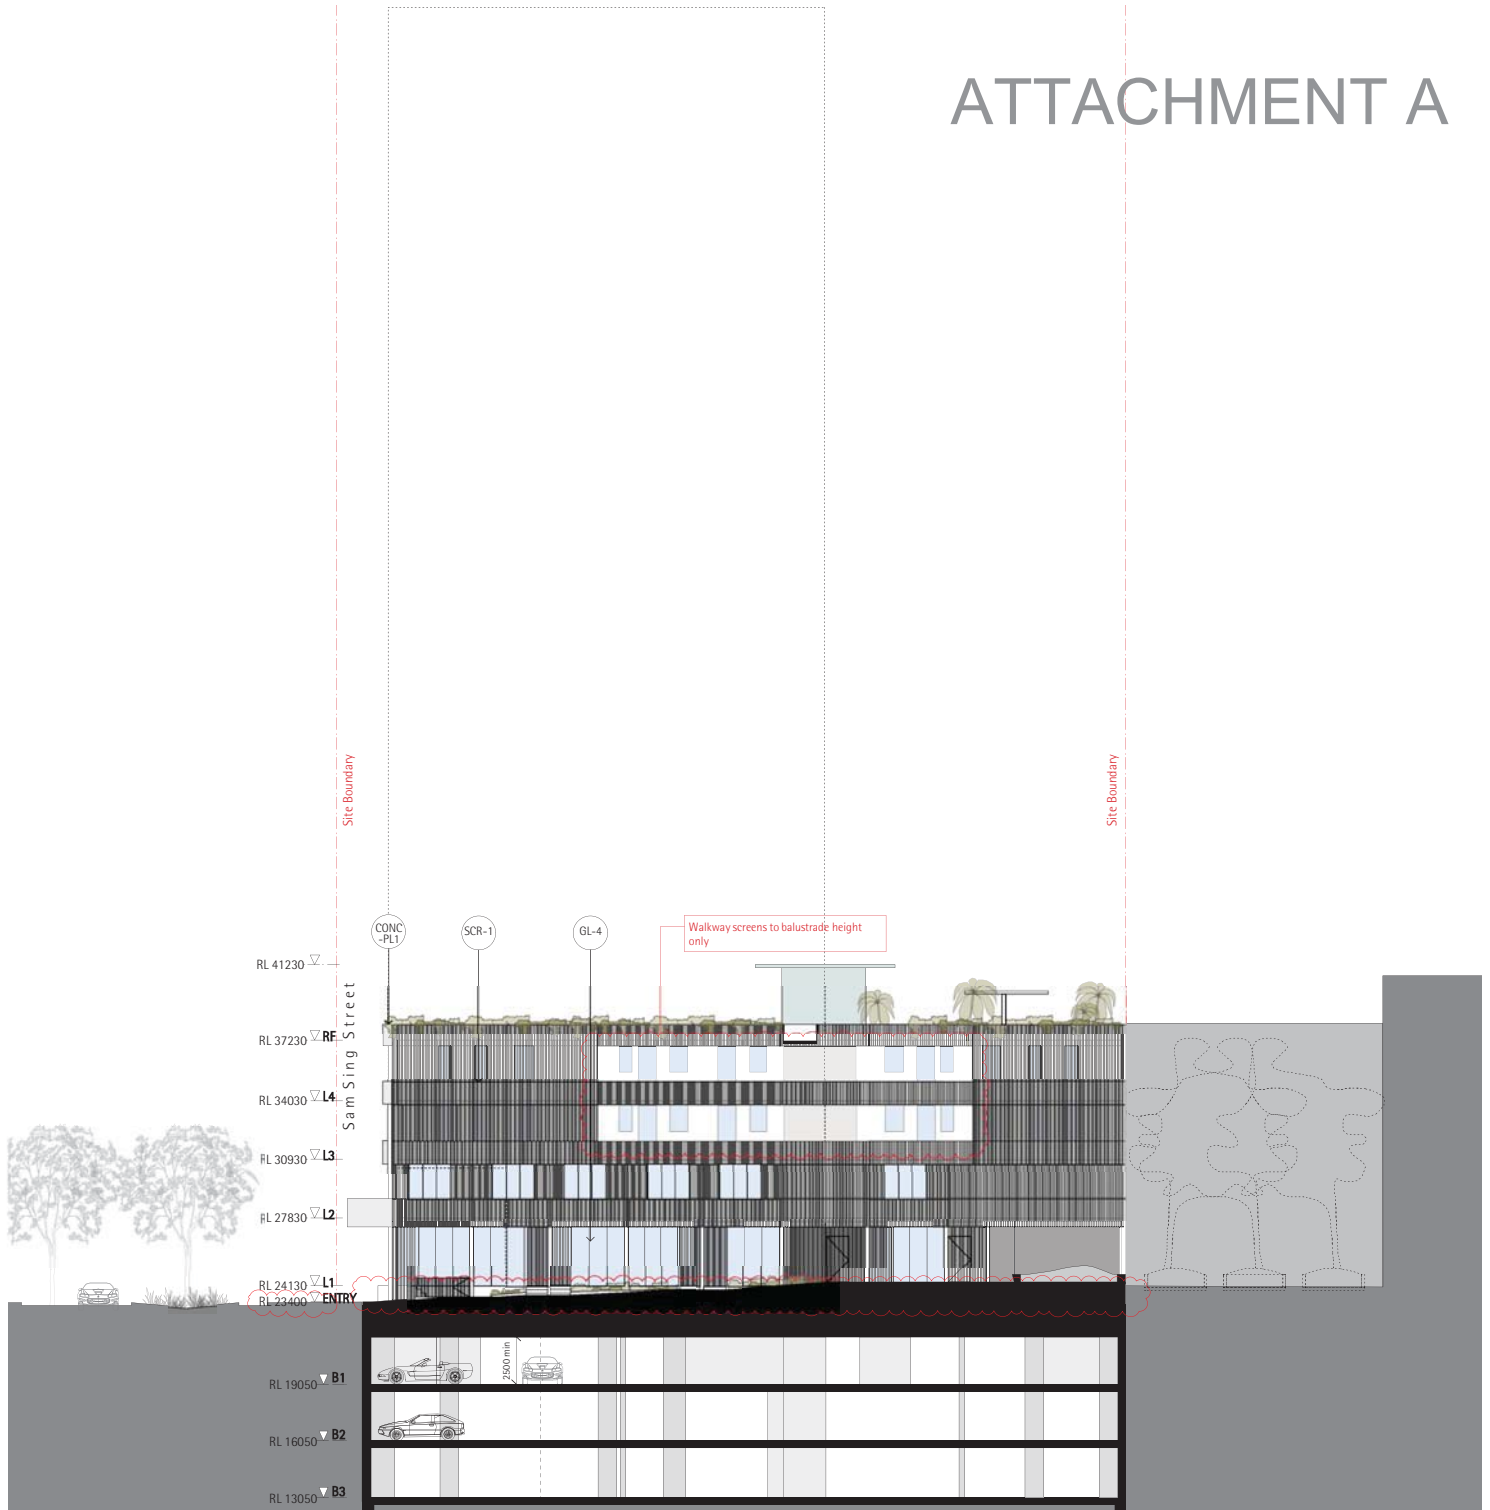 ATTACHMENT A
Site Boundary
Site Boundary
CONC
-PL1
SCR-1
GL-4
Walkway screens to balustrade height
only
Sam Sing Street
RL 41230
RL 37230 RF
RL 34030 L4
RL 30930 L3
RL 27830 L2
RL 24130 L1
RL 23400 ENTRY
2500 min
RL 19050 B1
RL 16050 B2
RL 13050 B3